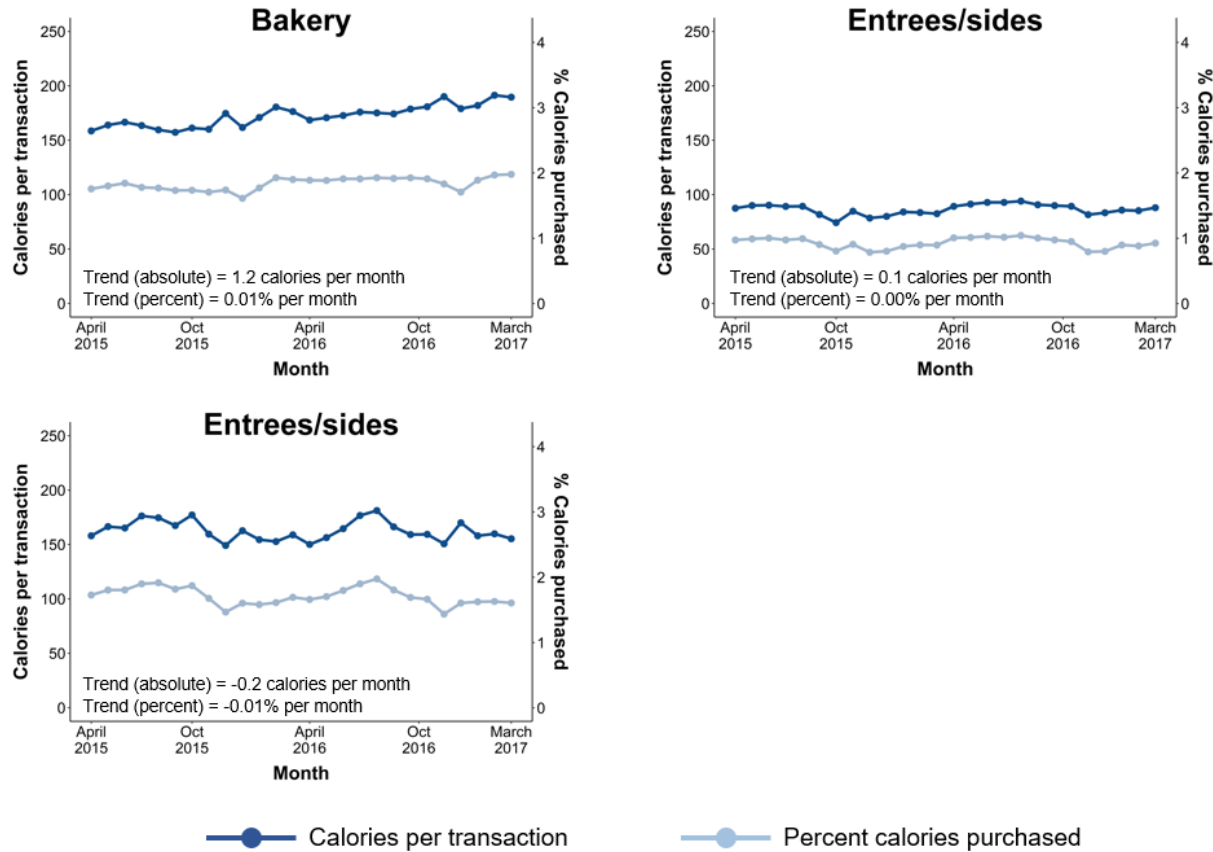 Bakery
250
200
150
100
50
0
Calories per transaction
4
3
2
1
0
% Calories purchased
Trend (absolute) = 1.2 calories per month
Trend (percent) = 0.01% per month
April Oct April Oct March
2015 2015 2016 2016 2017
Month
Entrees/sides
250
200
150
100
50
0
Calories per transaction
4
3
2
1
0
% Calories purchased
Trend (absolute) = 0.1 calories per month
Trend (percent) = 0.00% per month
April Oct April Oct March
2015 2015 2016 2016 2017
Month
Entrees/sides
250
200
150
100
50
0
Calories per transaction
4
3
2
1
0
% Calories purchased
Trend (absolute) = -0.2 calories per month
Trend (percent) = -0.01% per month
April Oct April Oct March
2015 2015 2016 2016 2017
Month
Calories per transaction
Percent calories purchased